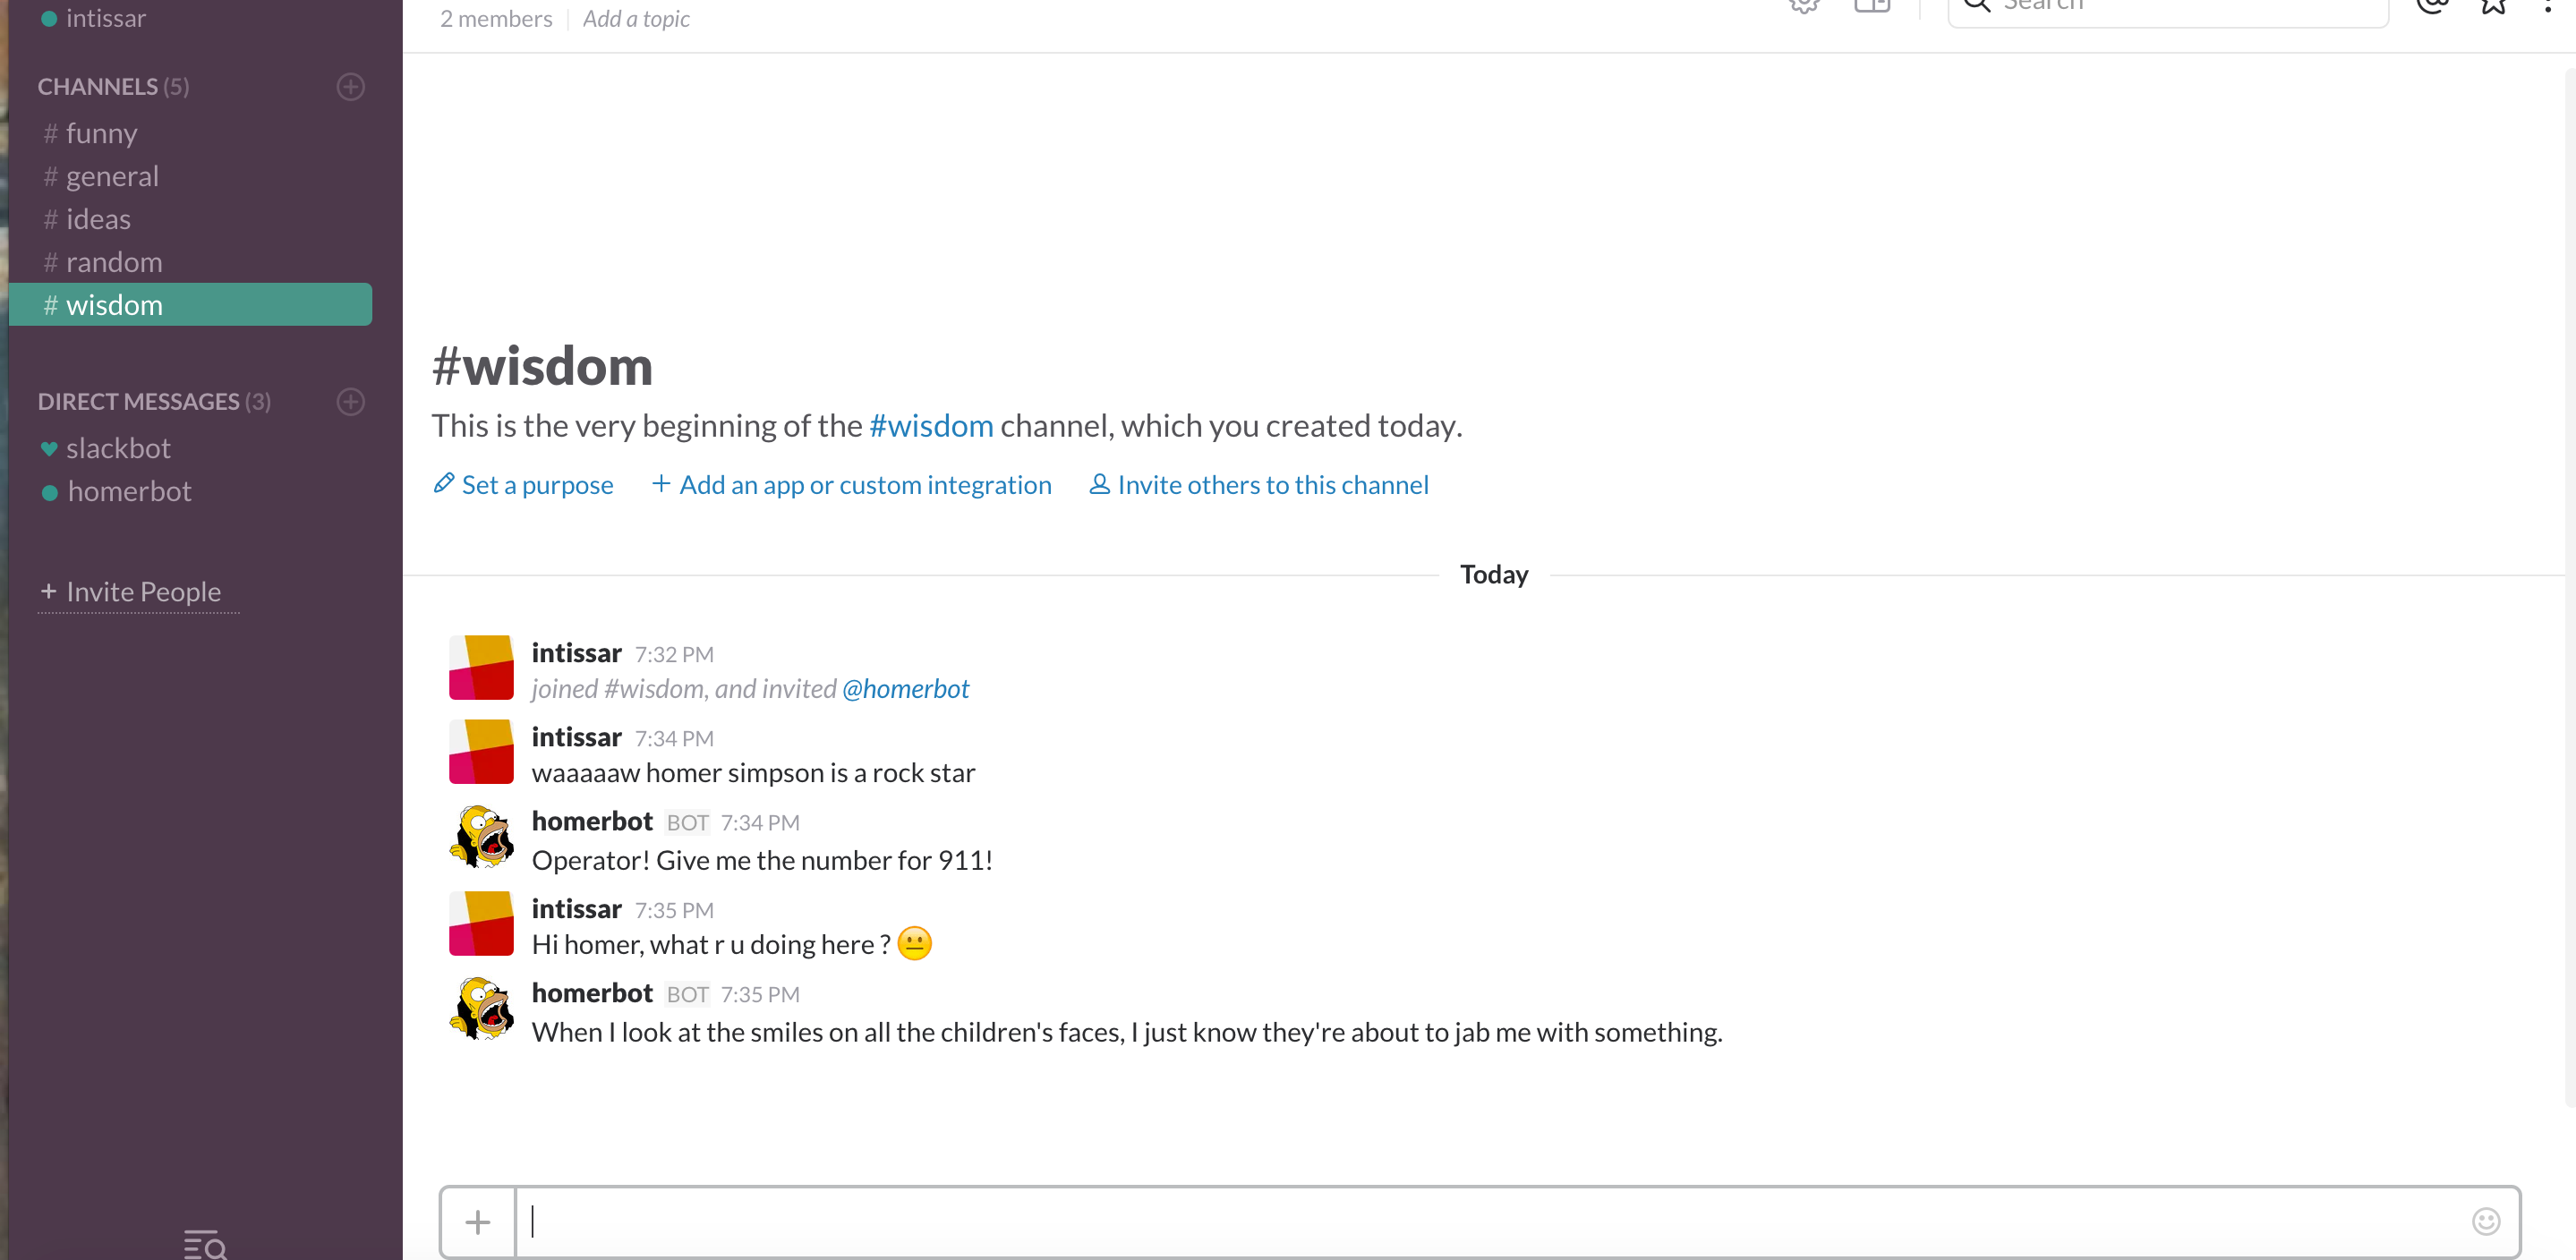 intissar
CHANNELS (5)
# funny
# general
# ideas
# random
# wisdom
DIRECT MESSAGES (3)
slackbot
homerbot
+ Invite People
2 members
Add a topic
Search
#wisdom
This is the very beginning of the #wisdom channel, which you created today.
Set a purpose
+ Add an app or custom integration
Invite others to this channel
Today
intissar 7:32 PM
joined #wisdom, and invited @homerbot
intissar 7:34 PM
waaaaaw homer simpson is a rock star
homerbot BOT 7:34 PM
Operator! Give me the number for 911!
intissar 7:35 PM
Hi homer, what r u doing here ? 😐
homerbot BOT 7:35 PM
When I look at the smiles on all the children's faces, I just know they're about to jab me with something.